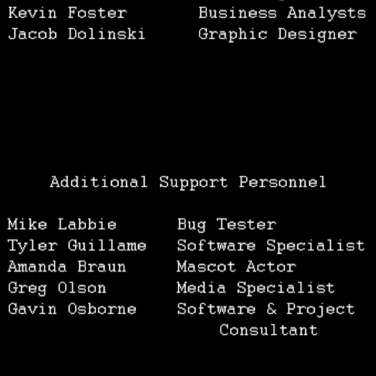 Kevin Foster Business Analysts
Jacob Dolinski Graphic Designer
Additional Support Personnel
Mike Labbie Bug Tester
Tyler Guillame Software Specialist
Amanda Braun Mascot Actor
Greg Olson Media Specialist
Gavin Osborne Software & Project
Consultant